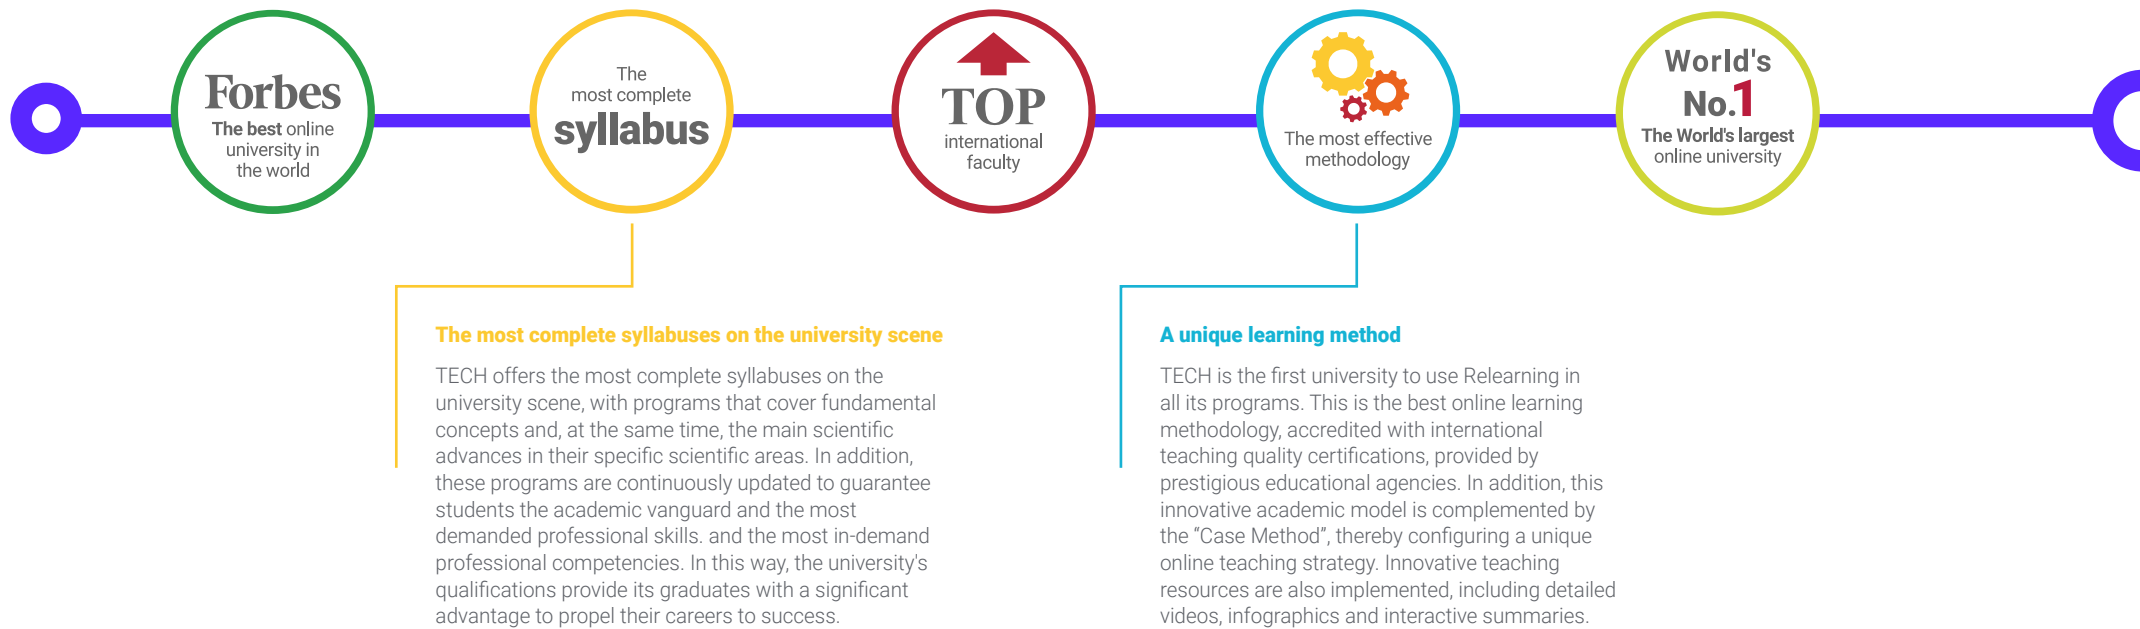 Forbes
The best online
university in
the world
The
most complete
syllabus
TOP
international
faculty
The most effective
methodology
World's
No.1
The World's largest
online university
The most complete syllabuses on the university scene
TECH offers the most complete syllabuses on the
university scene, with programs that cover fundamental
concepts and, at the same time, the main scientific
advances in their specific scientific areas. In addition,
these programs are continuously updated to guarantee
students the academic vanguard and the most
demanded professional skills. and the most in-demand
professional competencies. In this way, the university's
qualifications provide its graduates with a significant
advantage to propel their careers to success.
A unique learning method
TECH is the first university to use Relearning in
all its programs. This is the best online learning
methodology, accredited with international
teaching quality certifications, provided by
prestigious educational agencies. In addition, this
innovative academic model is complemented by
the “Case Method”, thereby configuring a unique
online teaching strategy. Innovative teaching
resources are also implemented, including detailed
videos, infographics and interactive summaries.